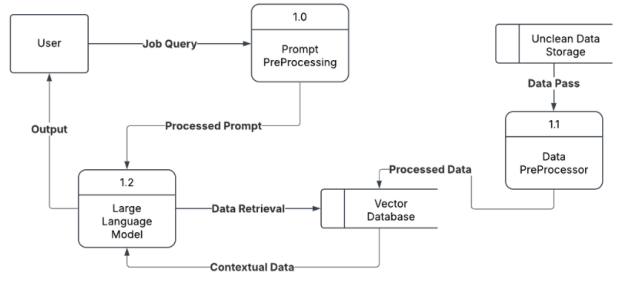 User
Job Query
1.0
Prompt
PreProcessing
Unclean Data
Storage
Data Pass
1.1
Data
PreProcessor
Output
Processed Prompt
Processed Data
1.2
Large
Language
Model
Data Retrieval
Vector
Database
Contextual Data